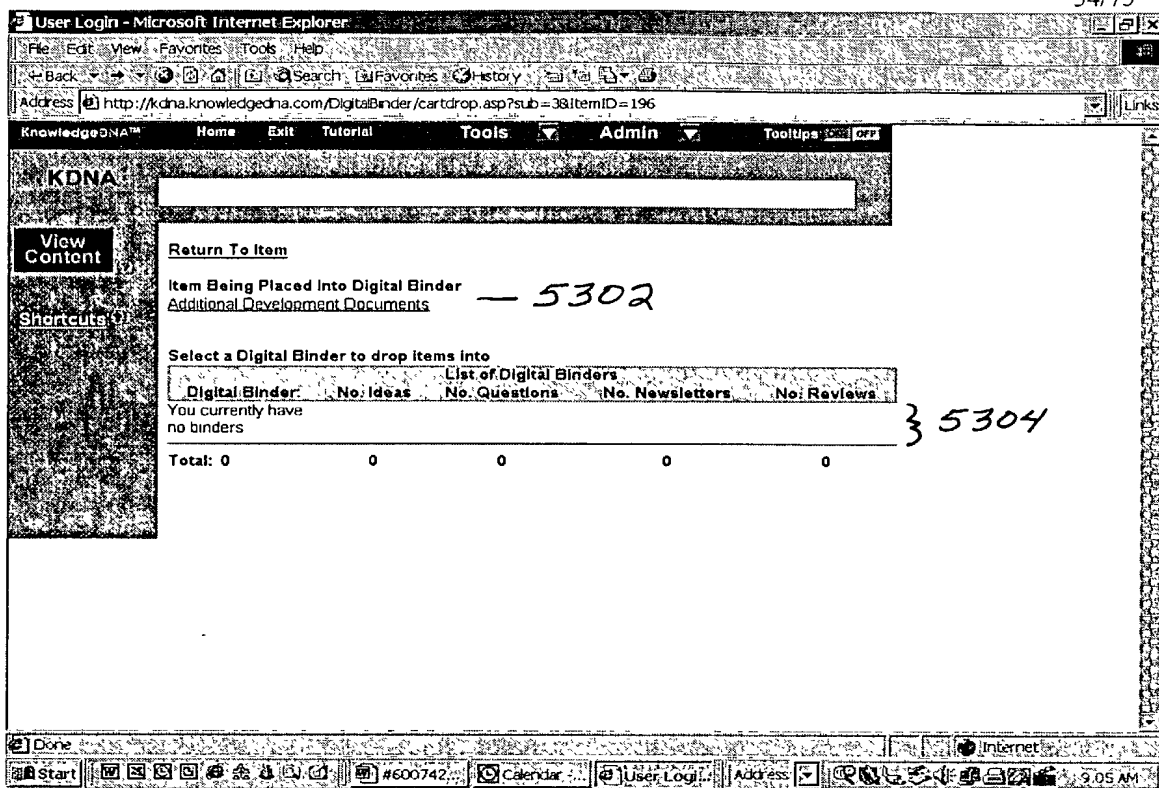 54/75
User Login - Microsoft Internet Explorer
File Edit View Favorites Tools Help
Back Search Favorites History
Address http://kdna.knowledgedna.com/DigitalBinder/cartdrop.asp?sub=3&ItemID=196 Links
KnowledgeDNA™ Home Exit Tutorial Tools Admin Tooltips OFF
KDNA
View
Content
Return To Item
Item Being Placed Into Digital Binder
Additional Development Documents — 5302
Shortcuts
Select a Digital Binder to drop items into
List of Digital Binders
Digital Binder No. Ideas No. Questions No. Newsletters No. Reviews
You currently have
no binders
5304
Total: 0 0 0 0 0
Done Internet
Start #600742... Calendar... User Logi... Address 9:05 AM